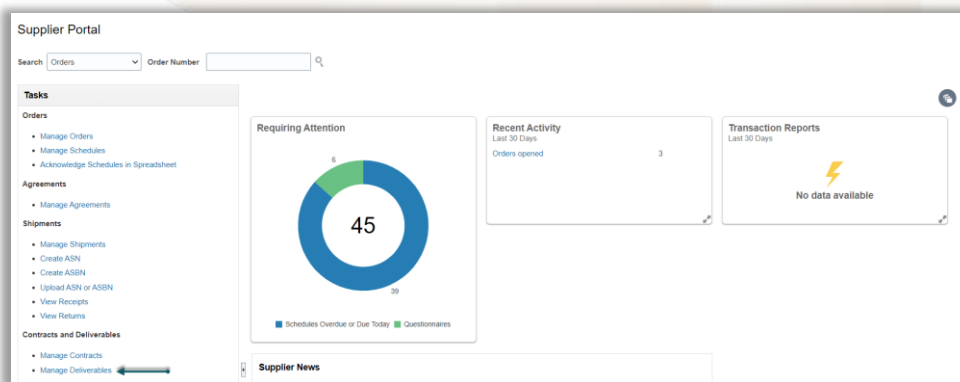 Supplier Portal
Search Orders Order Number
Tasks
Orders
Manage Orders
Manage Schedules
Acknowledge Schedules in Spreadsheet
Agreements
Manage Agreements
Shipments
Manage Shipments
Create ASN
Create ASBN
Upload ASN or ASBN
View Receipts
View Returns
Contracts and Deliverables
Manage Contracts
Manage Deliverables
Requiring Attention
6
45
39
Schedules Overdue or Due Today Questionnaires
Recent Activity
Last 30 Days
Orders opened 3
Transaction Reports
Last 30 Days
No data available
Supplier News